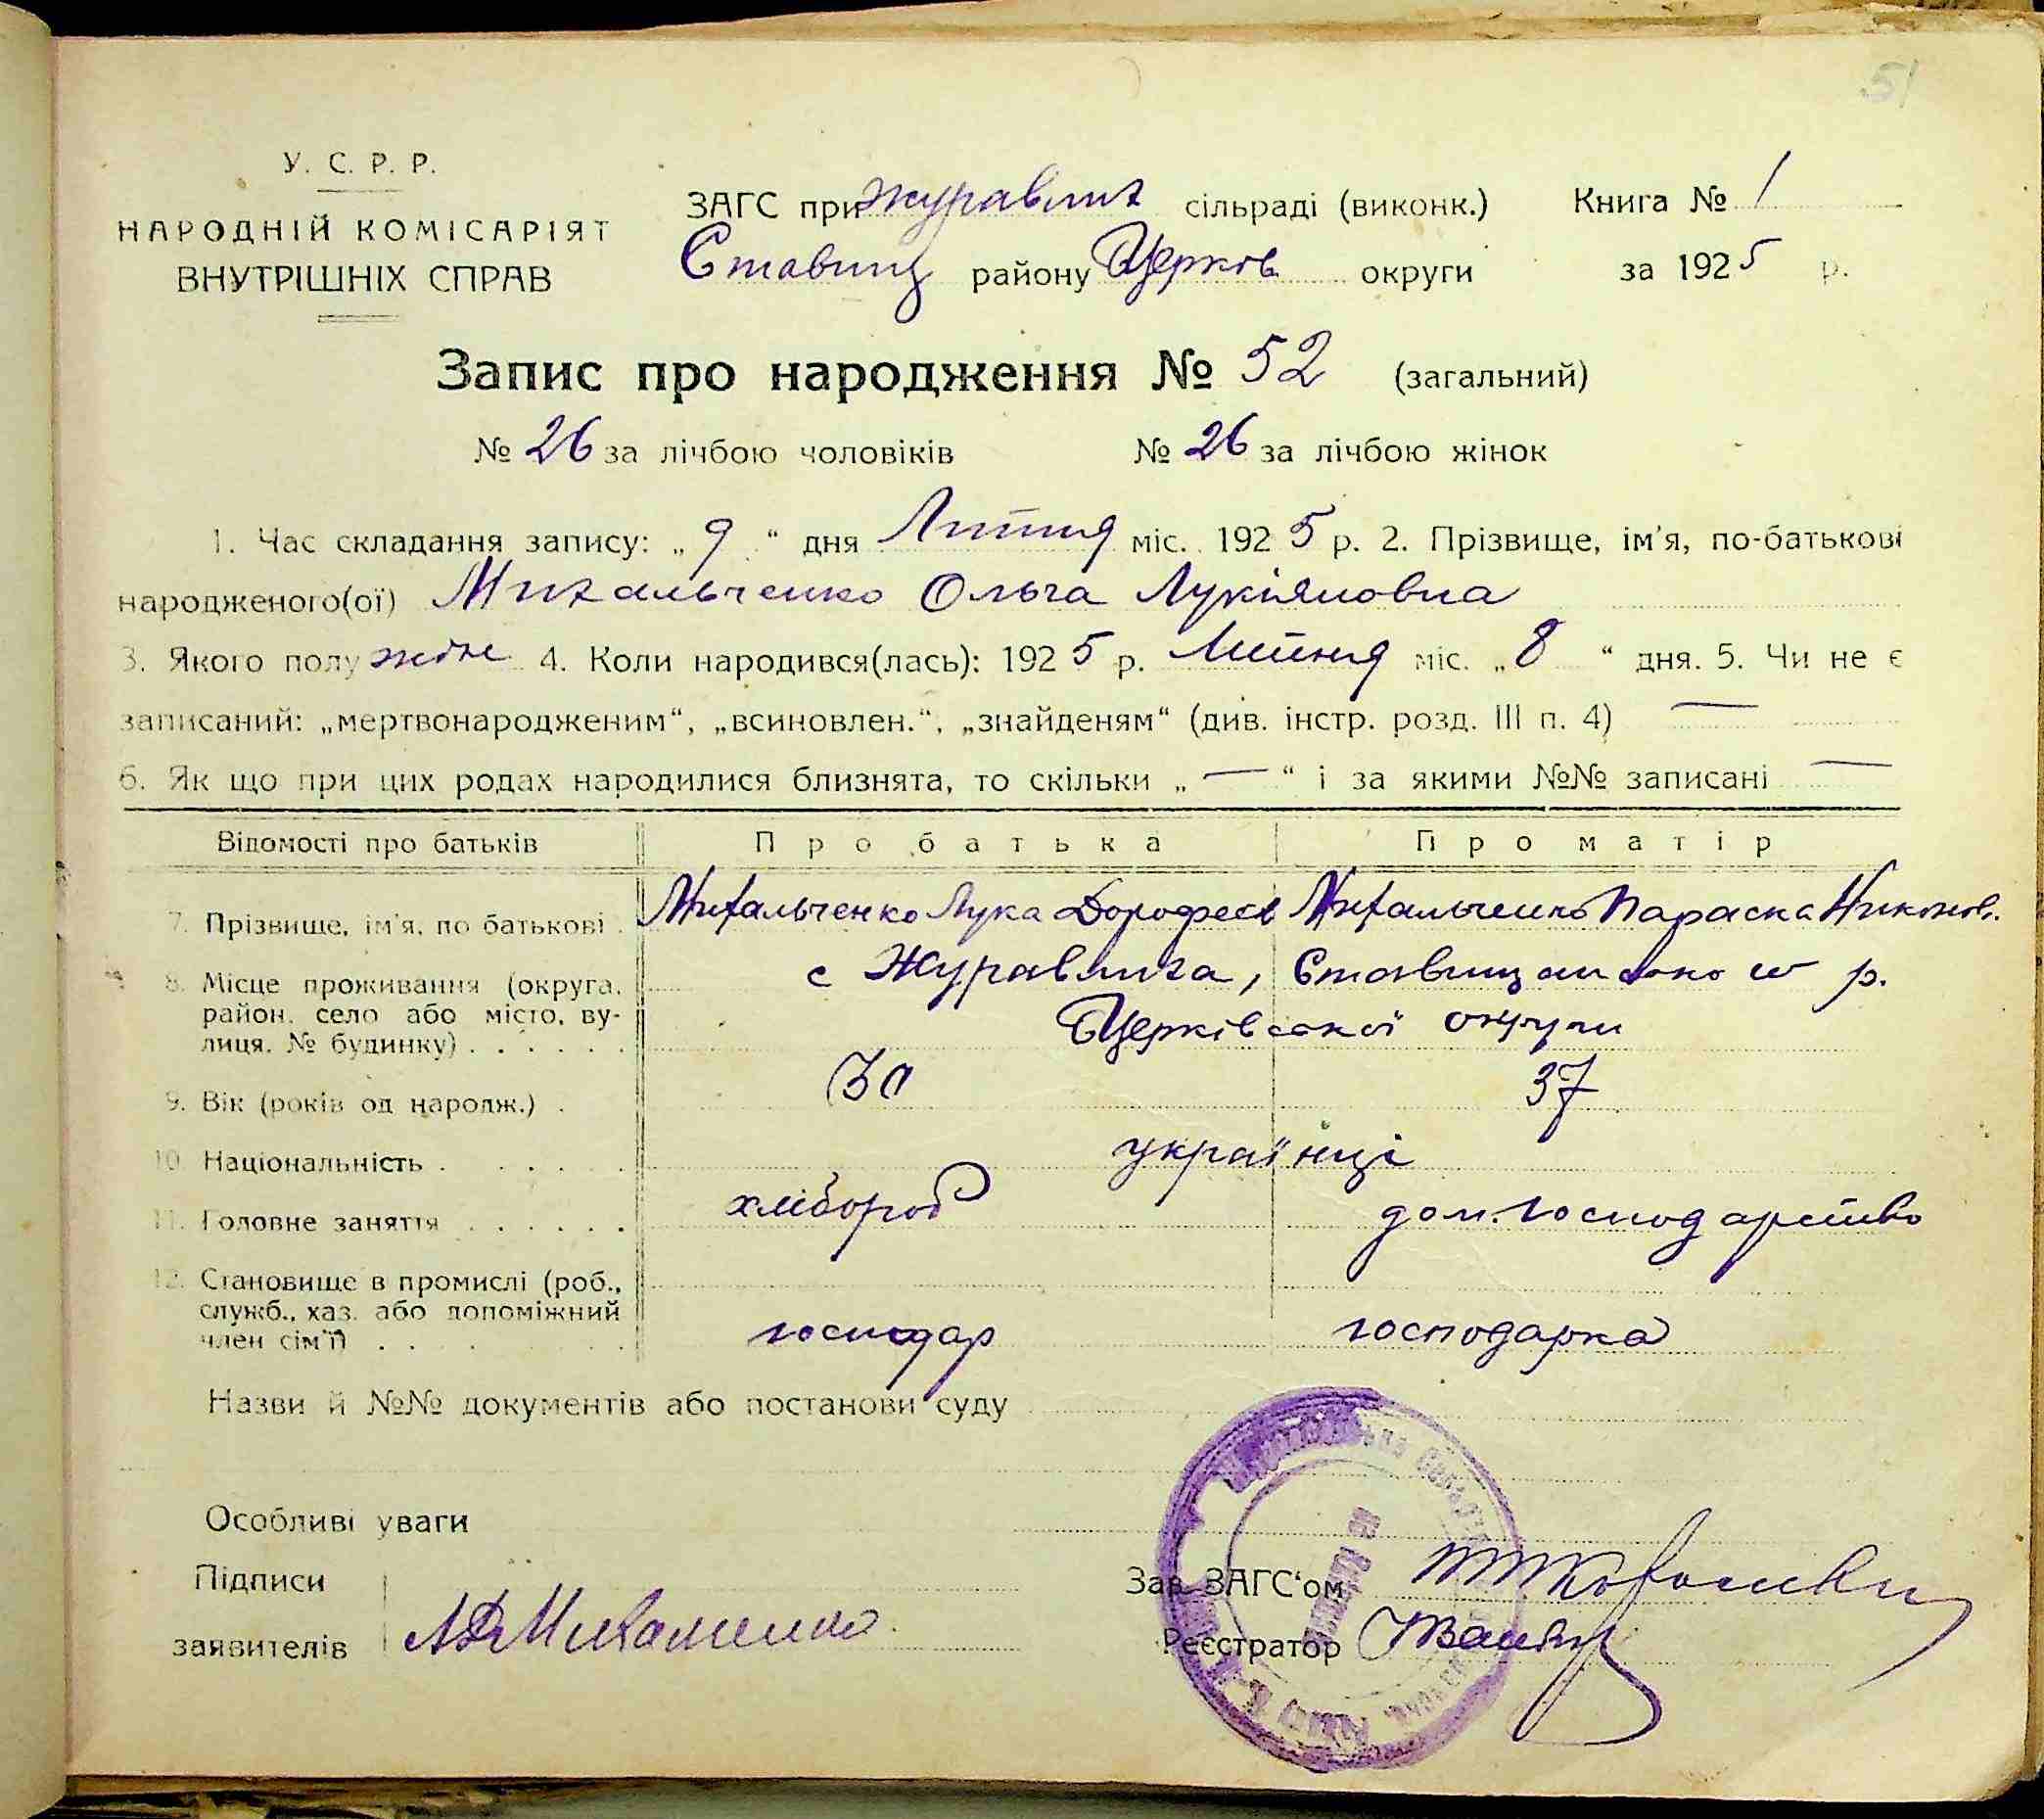 51
У. С. Р. Р.
НАРОДНІЙ КОМІСАРІЯТ
ВНУТРІШНІХ СПРАВ
ЗАГС при Журавлих сільраді (виконк.) Книга № 1
Ставищ району Б Церков округи за 1925 р.
Запис про народження № 52 (загальний)
№ 26 за лічбою чоловіків № 26 за лічбою жінок
1. Час складання запису: „ 9 “ дня Липня міс. 1925 р. 2. Прізвище, ім'я, по-батькові
народженого(ої) Михальченко Ольга Лукіяновна
3. Якого полу жін 4. Коли народився(лась): 1925 р. Липня міс. „ 8 “ дня. 5. Чи не є
записаний: „мертвонародженим“, „всиновлен.“, „знайденям“ (див. інстр. розд. III п. 4) —
6. Як що при цих родах народилися близнята, то скільки „ — “ і за якими №№ записані —
Відомості про батьків Про батька Про матір
7. Прізвище, ім'я, по батькові . Михальченко Лука Дорофеєв Михальченко Параска Никонов.
8. Місце проживання (округа, с Журавлиха, Ставищанского р.
район, село або місто, ву-
лиця, № будинку) . . . . . . Б Церківської округи
9. Вік (років од народж.) . 30 37
10. Національність . . . . . українці
11. Головне заняття . . . . . . хлібороб дом. господарство
12. Становище в промислі (роб.,
служб., хаз. або допоміжний
член сім'ї) . . . . господар господарка
Назви й №№ документів або постанови суду
Особливі уваги
Підписи
Зав ЗАГС'ом
заявителів
Реєстратор